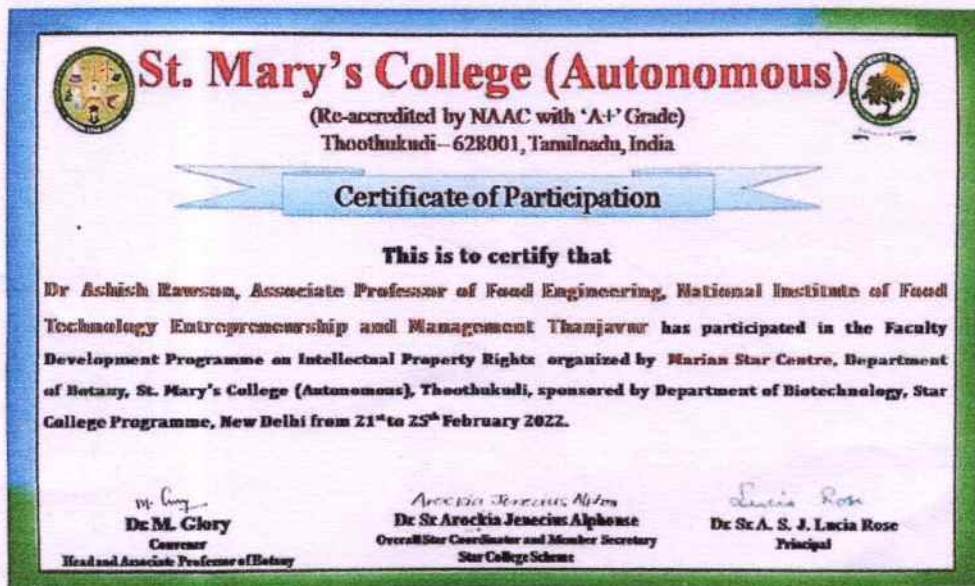 St. Mary's College (Autonomous)
(Re-accredited by NAAC with 'A+' Grade)
Thoothukudi – 628001, Tamilnadu, India
Certificate of Participation
This is to certify that
Dr Ashish Rawson, Associate Professor of Food Engineering, National Institute of Food
Technology Entrepreneurship and Management Thanjavur has participated in the Faculty
Development Programme on Intellectual Property Rights organized by Marian Star Centre, Department
of Botany, St. Mary's College (Autonomous), Thoothukudi, sponsored by Department of Biotechnology, Star
College Programme, New Delhi from 21st to 25th February 2022.
Arockia Jenecius Lucia Rose
Dr. M. Glory Dr. Sr Arockia Jenecius Alphonse Dr. Sr. A. S. J. Lucia Rose
Convener Overall Star Coordinator and Member Secretary Principal
Head and Associate Professor of Botany Star College Scheme